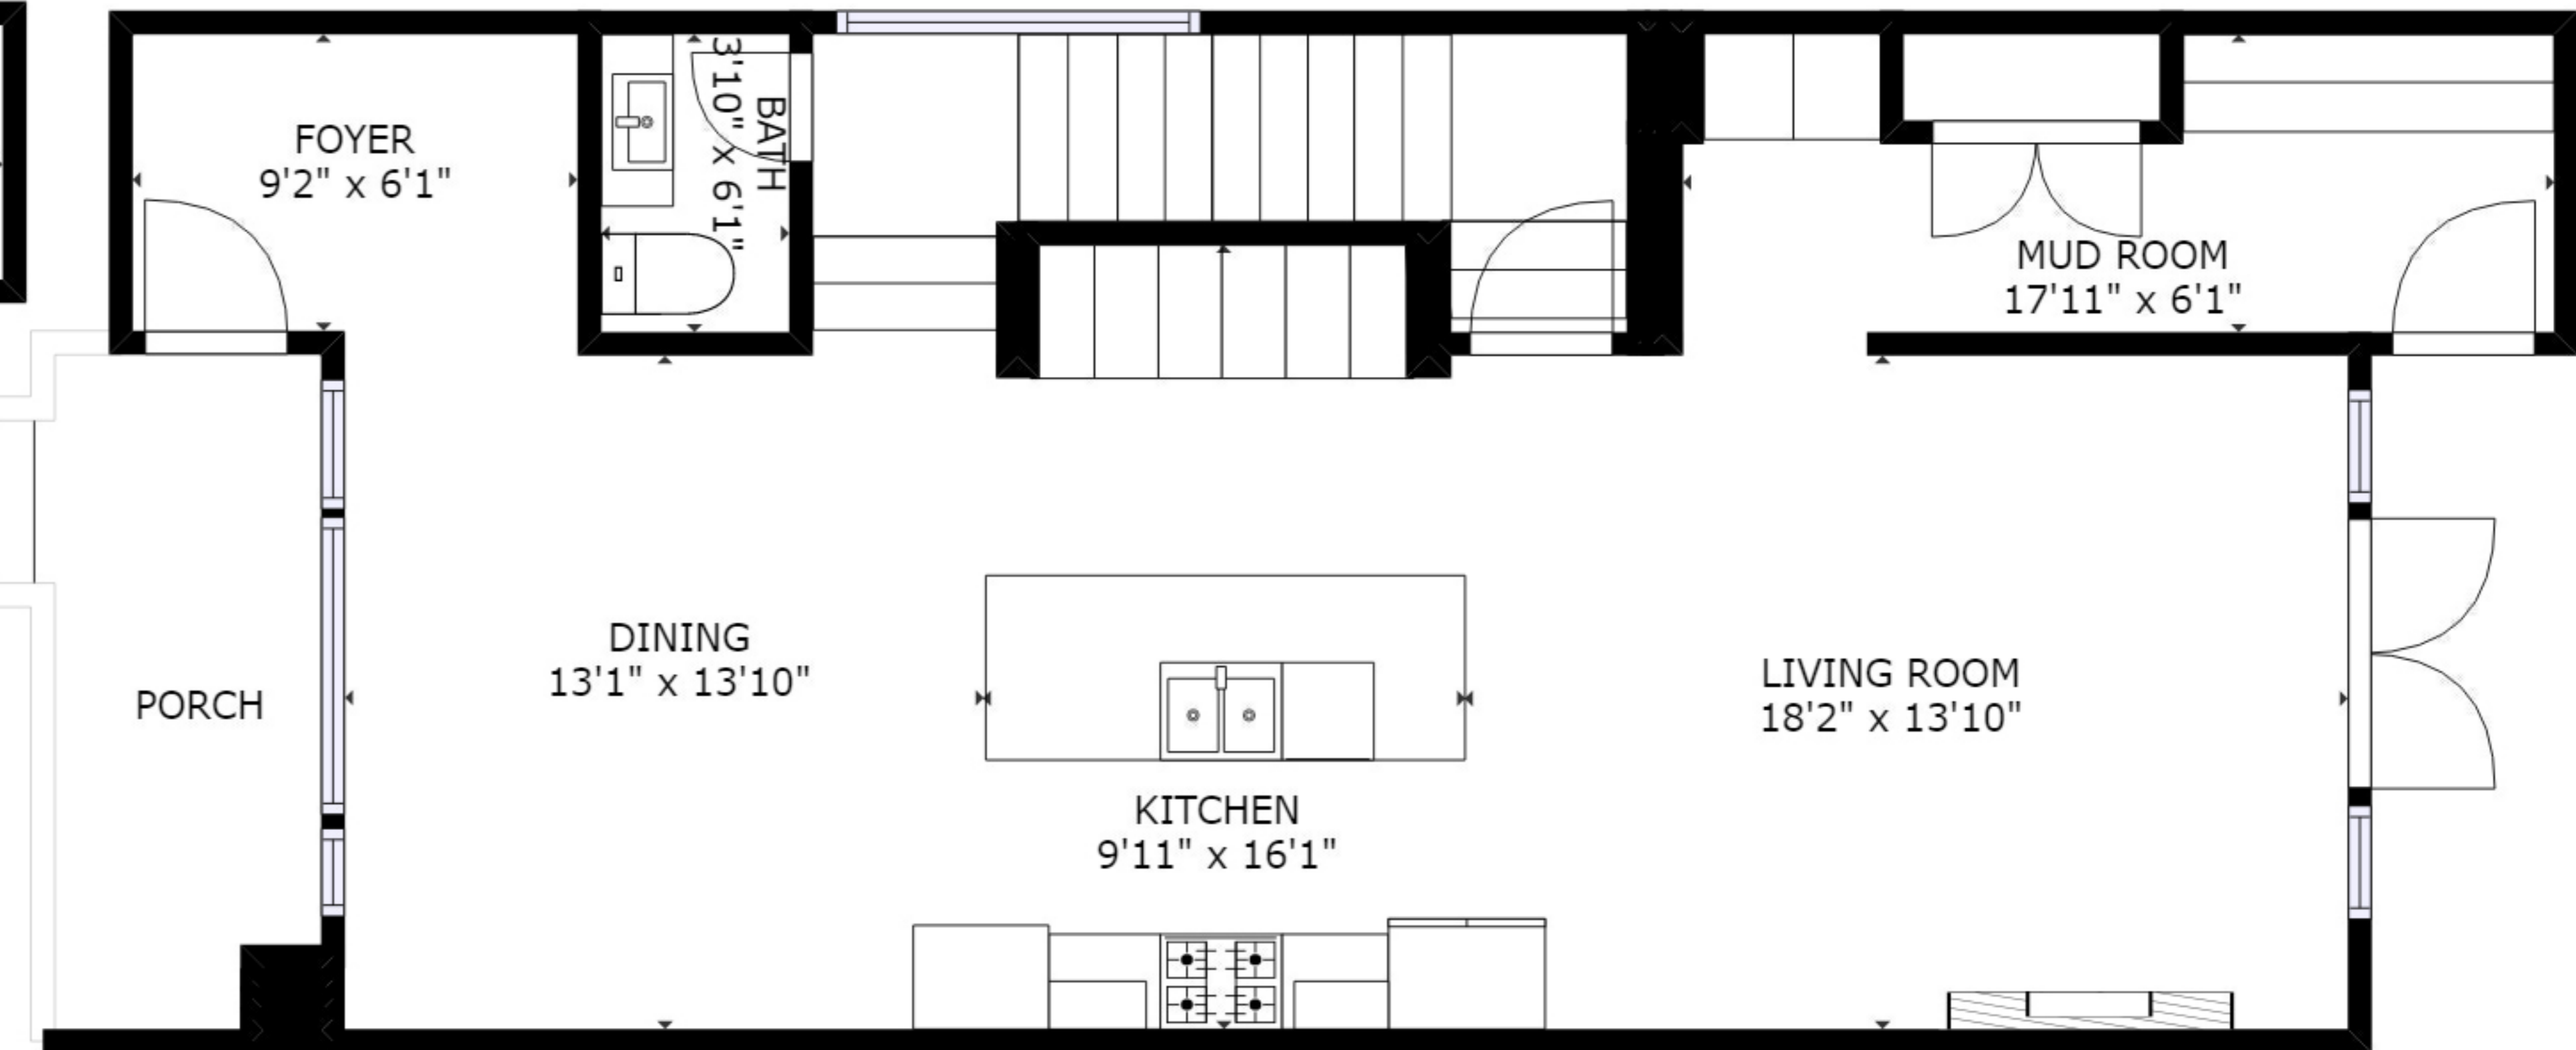 FOYER
9'2" x 6'1"
BATH
3'10" x 6'1"
MUD ROOM
17'11" x 6'1"
DINING
13'1" x 13'10"
PORCH
LIVING ROOM
18'2" x 13'10"
KITCHEN
9'11" x 16'1"